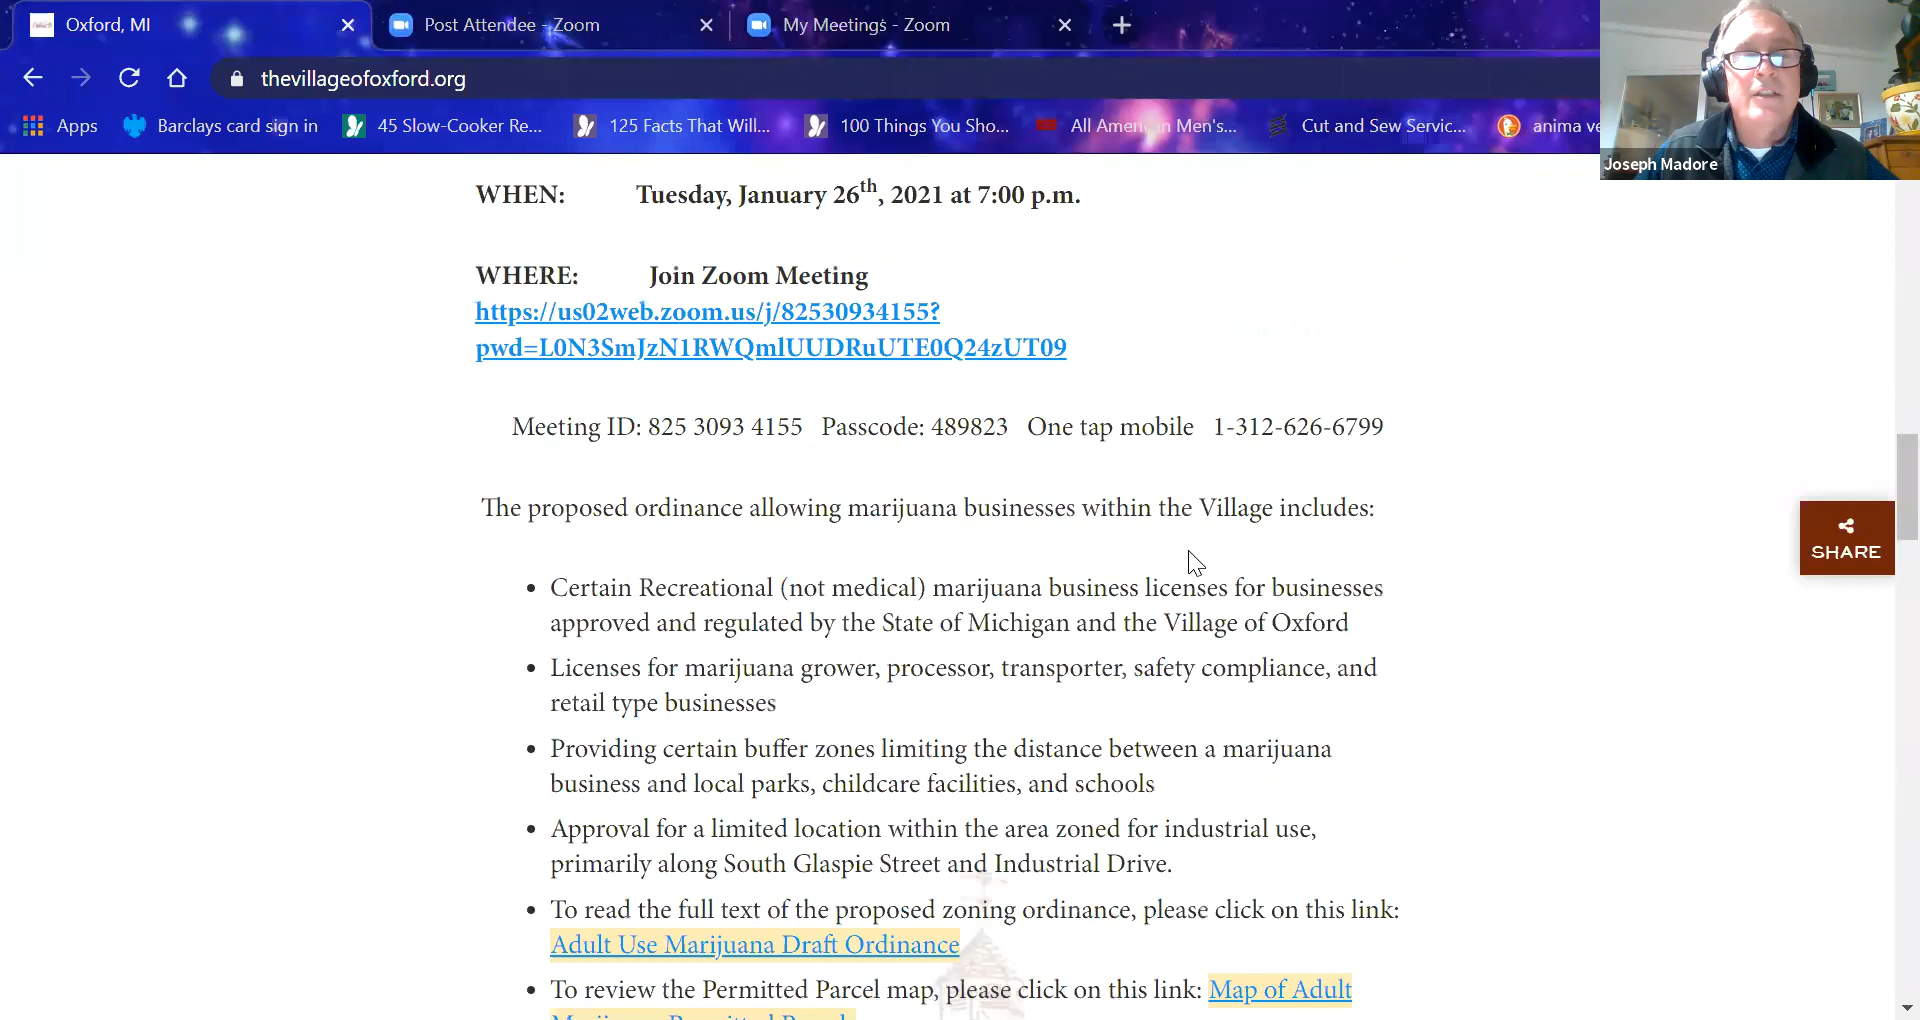 Oxford, MI
Post Attendee - Zoom
My Meetings - Zoom
thevillageofoxford.org
Apps
Barclays card sign in
45 Slow-Cooker Re...
125 Facts That Will...
100 Things You Sho...
All American Men's...
Cut and Sew Servic...
anima ve
Joseph Madore
WHEN: Tuesday, January 26th, 2021 at 7:00 p.m.
WHERE: Join Zoom Meeting
https://us02web.zoom.us/j/82530934155?
pwd=L0N3SmJzN1RWQmlUUDRuUTE0Q24zUT09
Meeting ID: 825 3093 4155 Passcode: 489823 One tap mobile 1-312-626-6799
The proposed ordinance allowing marijuana businesses within the Village includes:
SHARE
• Certain Recreational (not medical) marijuana business licenses for businesses
approved and regulated by the State of Michigan and the Village of Oxford
• Licenses for marijuana grower, processor, transporter, safety compliance, and
retail type businesses
• Providing certain buffer zones limiting the distance between a marijuana
business and local parks, childcare facilities, and schools
• Approval for a limited location within the area zoned for industrial use,
primarily along South Glaspie Street and Industrial Drive.
• To read the full text of the proposed zoning ordinance, please click on this link:
Adult Use Marijuana Draft Ordinance
• To review the Permitted Parcel map, please click on this link: Map of Adult